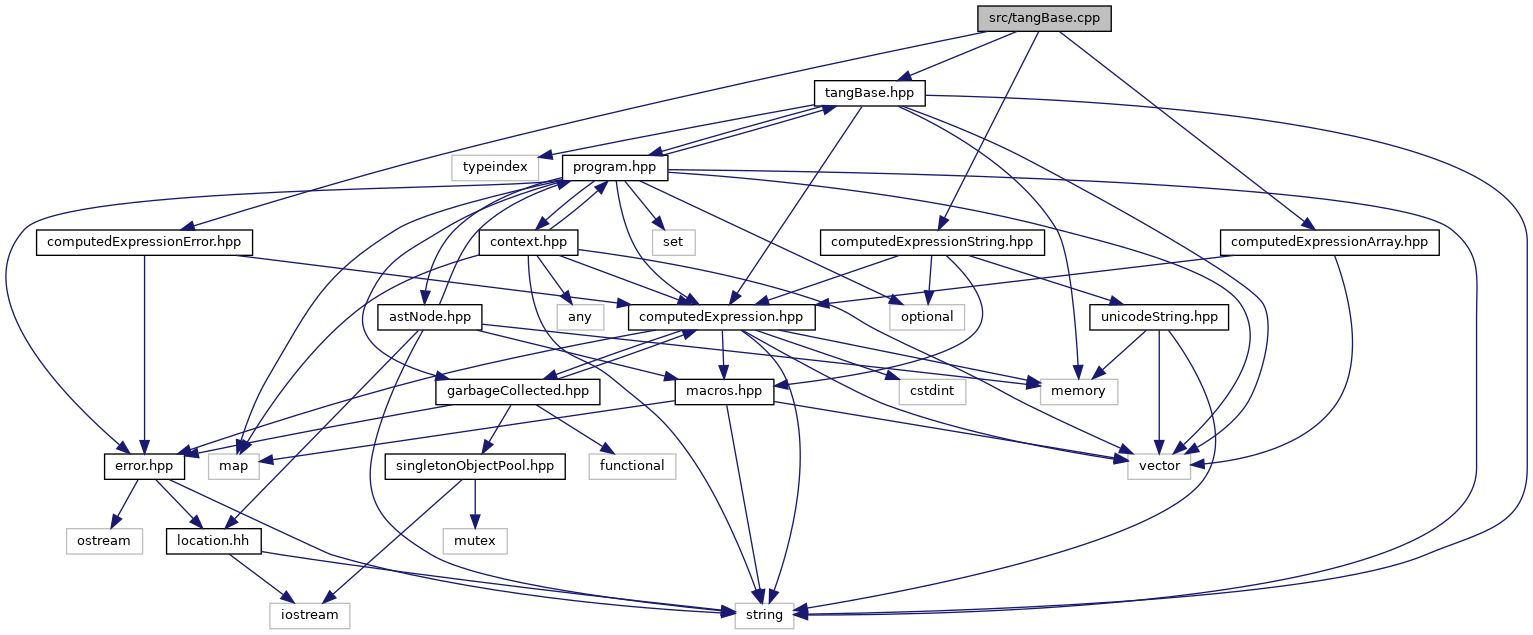 src/tangBase.cpp
tangBase.hpp
typeindex
program.hpp
computedExpressionError.hpp
context.hpp
set
computedExpressionString.hpp
computedExpressionArray.hpp
astNode.hpp
any
computedExpression.hpp
optional
unicodeString.hpp
garbageCollected.hpp
macros.hpp
cstdint
memory
error.hpp
map
singletonObjectPool.hpp
functional
vector
ostream
location.hh
mutex
iostream
string